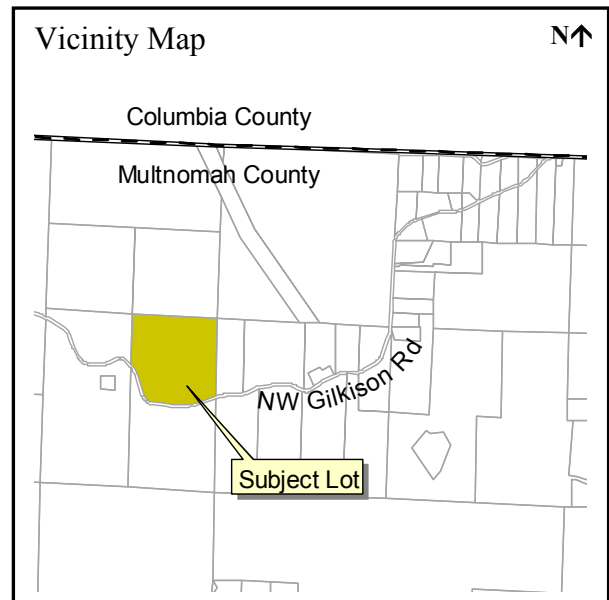 Vicinity Map
N↑
Columbia County
Multnomah County
NW Gilkison Rd
Subject Lot